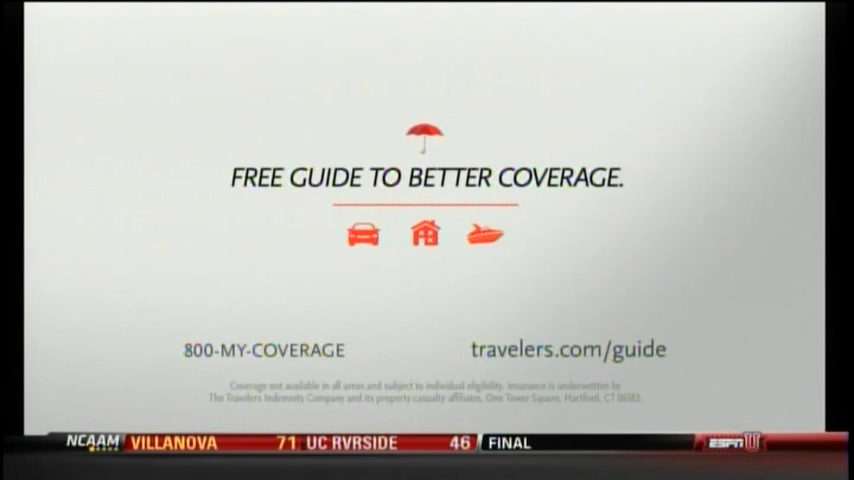 FREE GUIDE TO BETTER COVERAGE.
800-MY-COVERAGE travelers.com/guide
Coverage not available in all areas and subject to individual eligibility. Insurance is underwritten by
The Travelers Indemnity Company and its property casualty affiliates, One Tower Square, Hartford, CT 06183.
NCAAM VILLANOVA 71 UC RVRSIDE 46 FINAL ESPNU